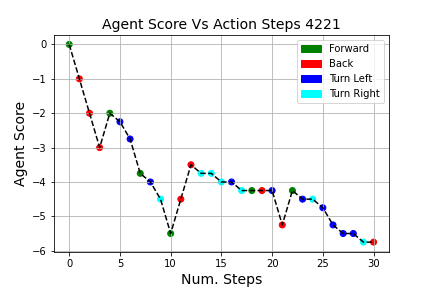 Agent Score Vs Action Steps 4221
Forward
Back
Turn Left
Turn Right
0
−1
−2
−3
−4
−5
−6
Agent Score
0 5 10 15 20 25 30
Num. Steps